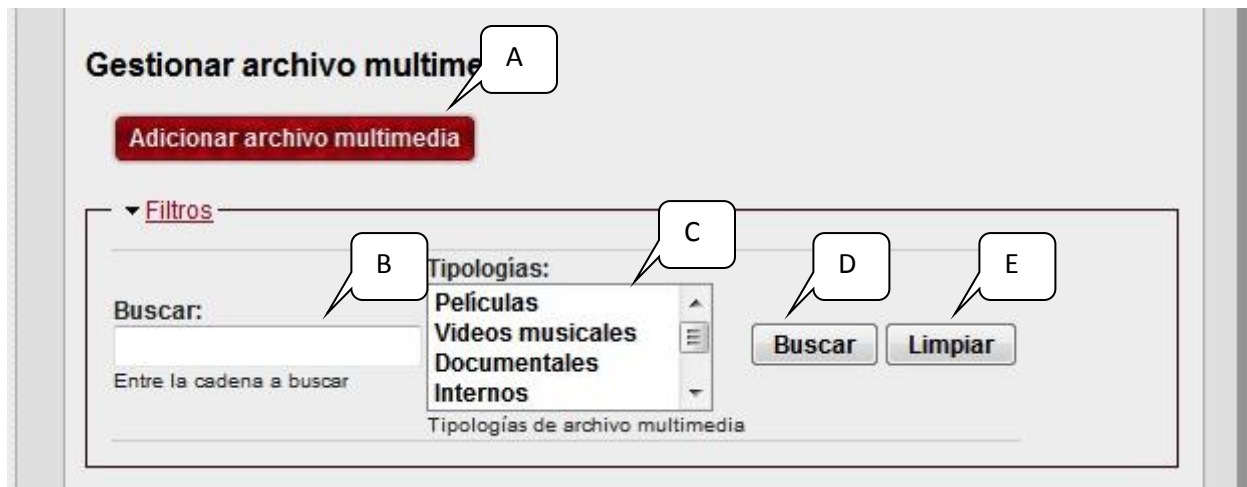 Gestionar archivo multime
A
Adicionar archivo multimedia
Filtros
B
C
D
E
Tipologías:
Buscar:
Películas
Videos musicales
Documentales
Internos
Buscar
Limpiar
Entre la cadena a buscar
Tipologías de archivo multimedia